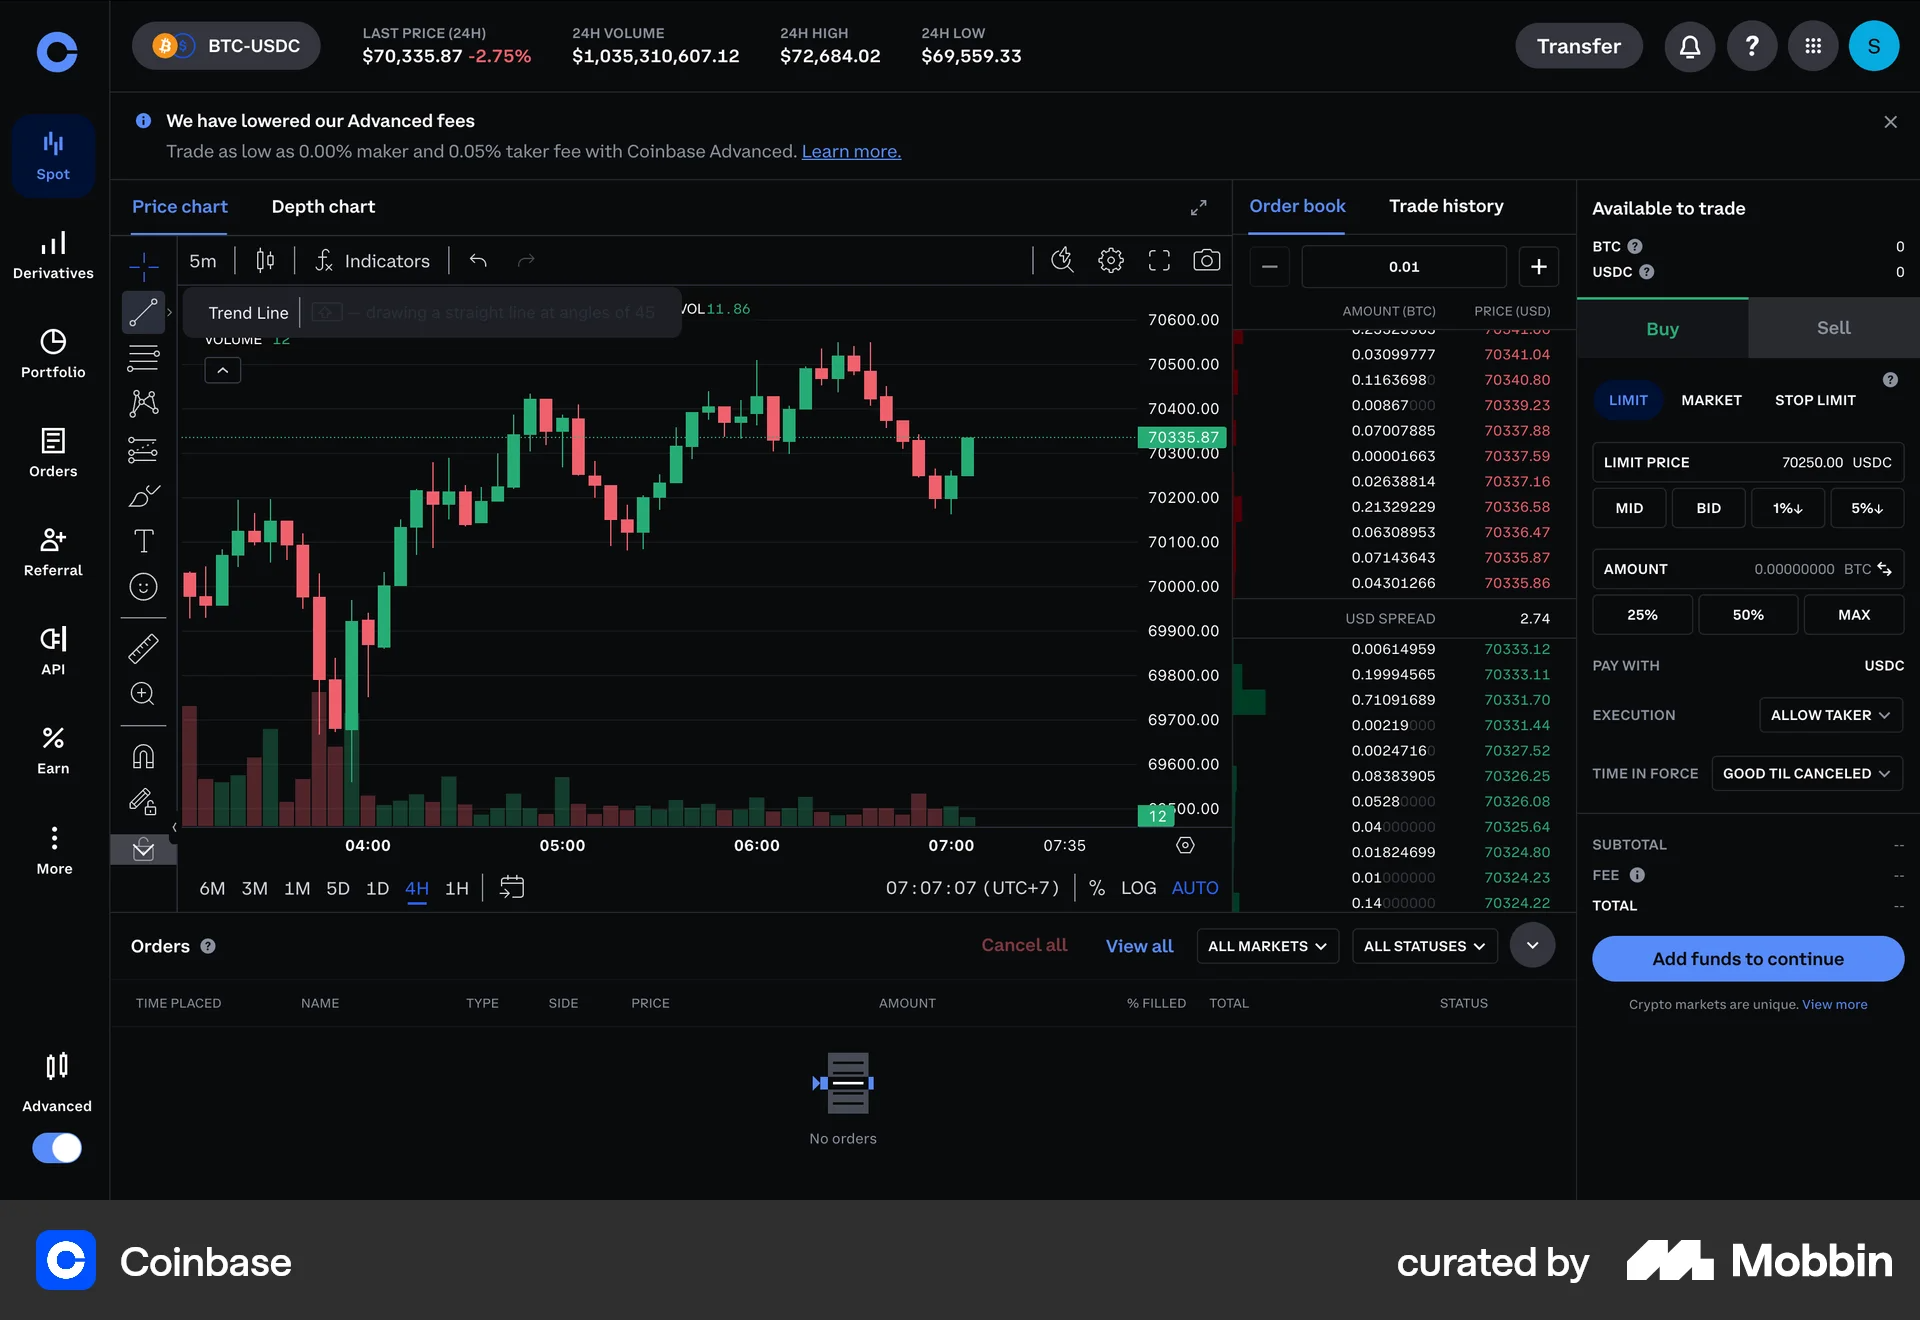 BTC-USDC
LAST PRICE (24H)
$70,335.87 -2.75%
24H VOLUME
$1,035,310,607.12
24H HIGH
$72,684.02
24H LOW
$69,559.33
Transfer
?
S
We have lowered our Advanced fees
Trade as low as 0.00% maker and 0.05% taker fee with Coinbase Advanced. Learn more.
Spot
Derivatives
Portfolio
Orders
Referral
API
Earn
More
Advanced
Price chart
Depth chart
5m
Indicators
Trend Line
— drawing a straight line at angles of 45
VOL 11.86
VOLUME 12
70600.00
70500.00
70400.00
70335.87
70300.00
70200.00
70100.00
70000.00
69900.00
69800.00
69700.00
69600.00
12
04:00
05:00
06:00
07:00
07:35
6M 3M 1M 5D 1D 4H 1H
07:07:07 (UTC+7)
% LOG AUTO
Order book
Trade history
0.01
AMOUNT (BTC) PRICE (USD)
0.03099777 70341.04
0.11636980 70340.80
0.00867000 70339.23
0.07007885 70337.88
0.00001663 70337.59
0.02638814 70337.16
0.21329229 70336.58
0.06308953 70336.47
0.07143643 70335.87
0.04301266 70335.86
USD SPREAD 2.74
0.00614959 70333.12
0.19994565 70333.11
0.71091689 70331.70
0.00219000 70331.44
0.00247160 70327.52
0.08383905 70326.25
0.05280000 70326.08
0.04000000 70325.64
0.01824699 70324.80
0.01000000 70324.23
0.14000000 70324.22
Available to trade
BTC ? 0
USDC ? 0
Buy
Sell
?
LIMIT
MARKET
STOP LIMIT
LIMIT PRICE 70250.00 USDC
MID
BID
1%↓
5%↓
AMOUNT 0.00000000 BTC
25%
50%
MAX
PAY WITH USDC
EXECUTION ALLOW TAKER
TIME IN FORCE GOOD TIL CANCELED
SUBTOTAL --
FEE --
TOTAL --
Add funds to continue
Crypto markets are unique. View more
Orders ?
Cancel all
View all
ALL MARKETS
ALL STATUSES
TIME PLACED NAME TYPE SIDE PRICE AMOUNT % FILLED TOTAL STATUS
No orders
Coinbase
curated by Mobbin